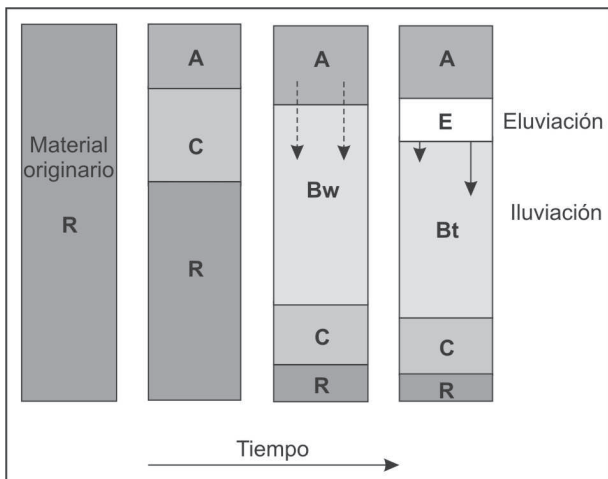 Material
originario
R
A
C
R
A
Bw
C
R
A
E
Bt
C
R
Eluviación
Iluviación
Tiempo